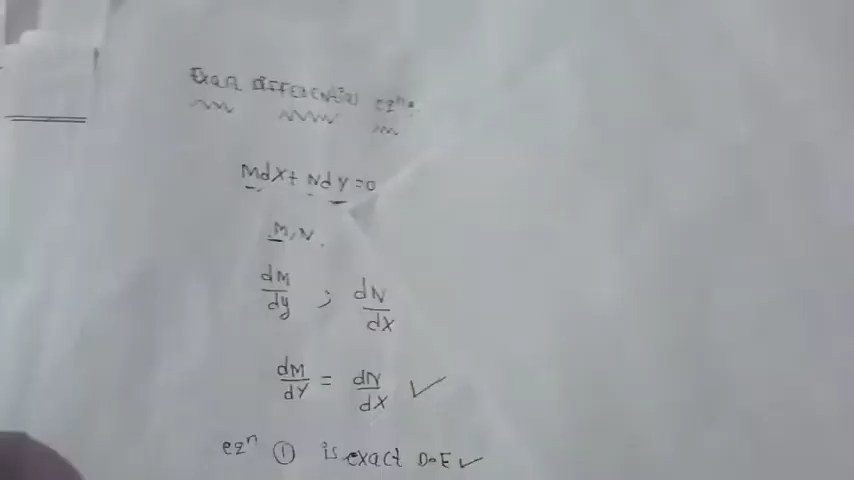 Exact DIFFERENTIAL eqⁿ.
MdX + NdY = 0
M, N.
dM/dy ; dN/dX
dM/dY = dN/dX ✓
eqⁿ ① is exact D.E ✓